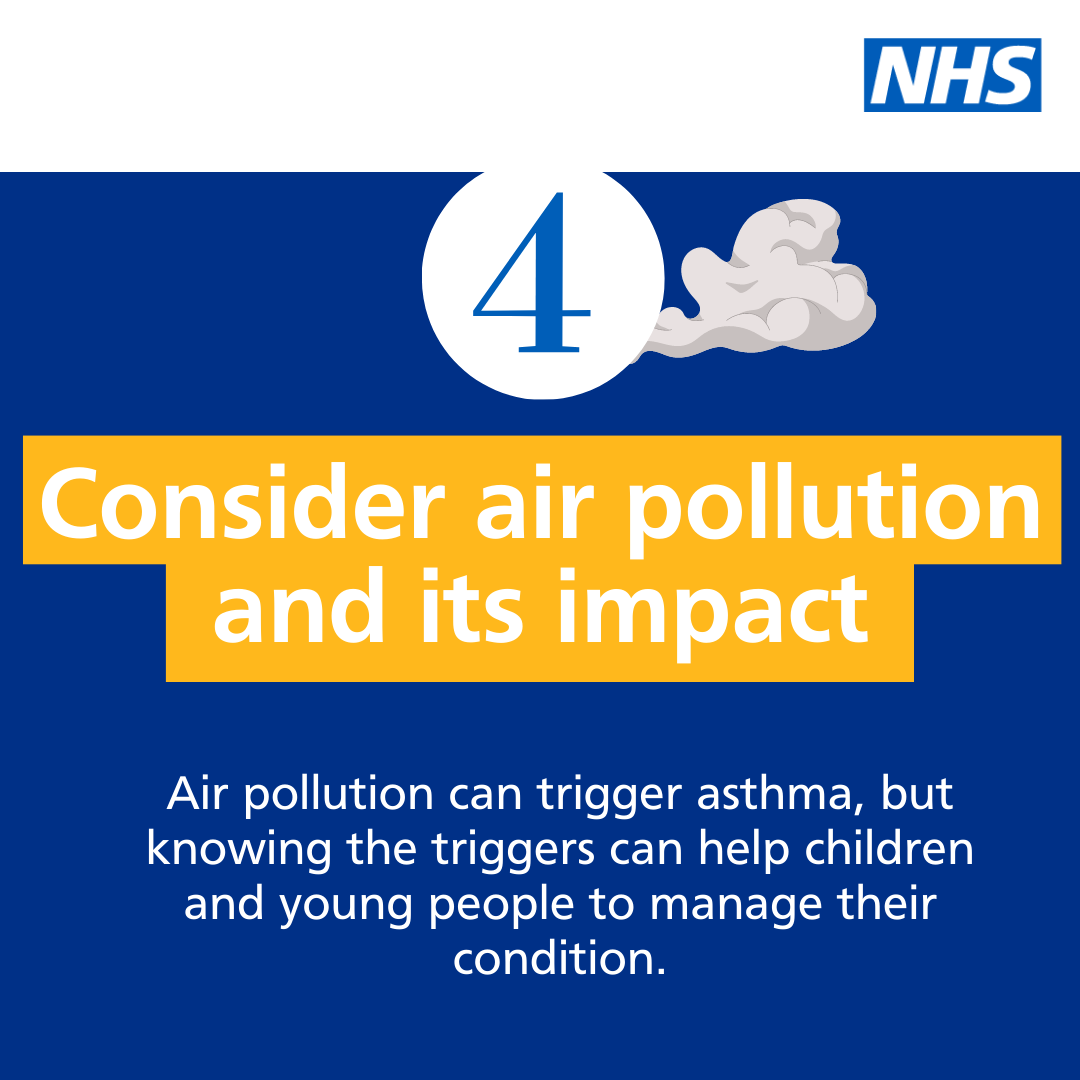 NHS
4
Consider air pollution
and its impact
Air pollution can trigger asthma, but
knowing the triggers can help children
and young people to manage their
condition.